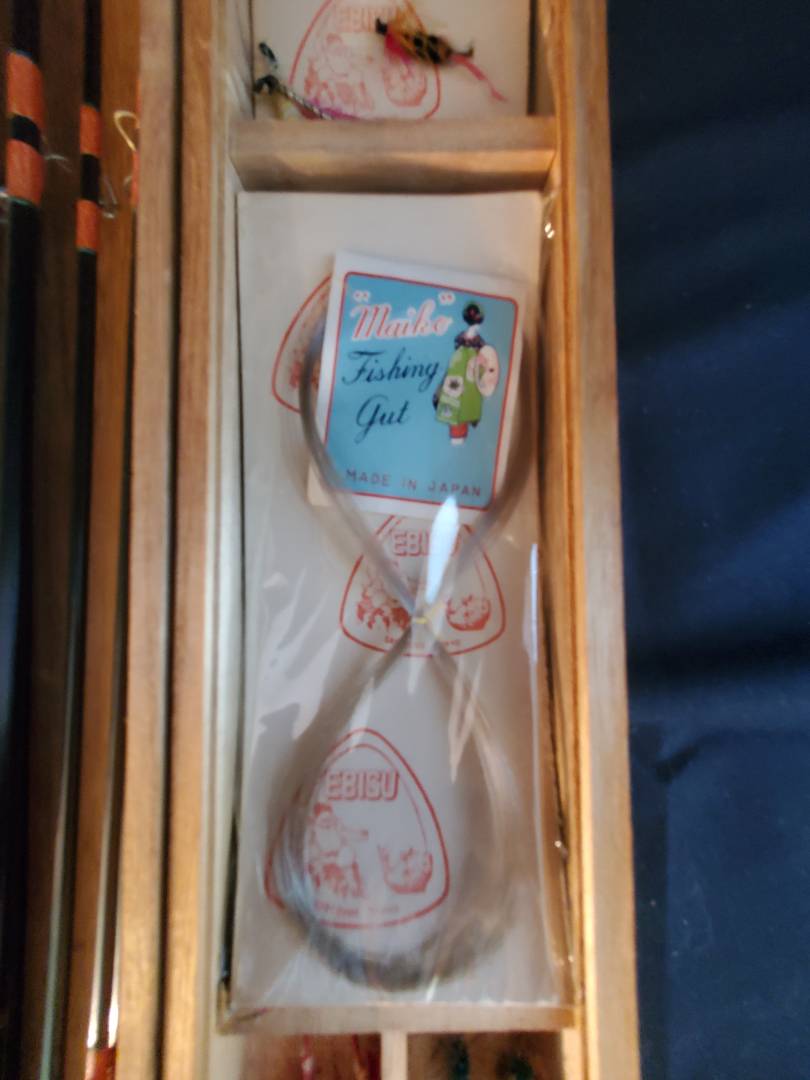 EBISU
"Maiko"
Fishing
Gut
MADE IN JAPAN
EBISU
EBISU